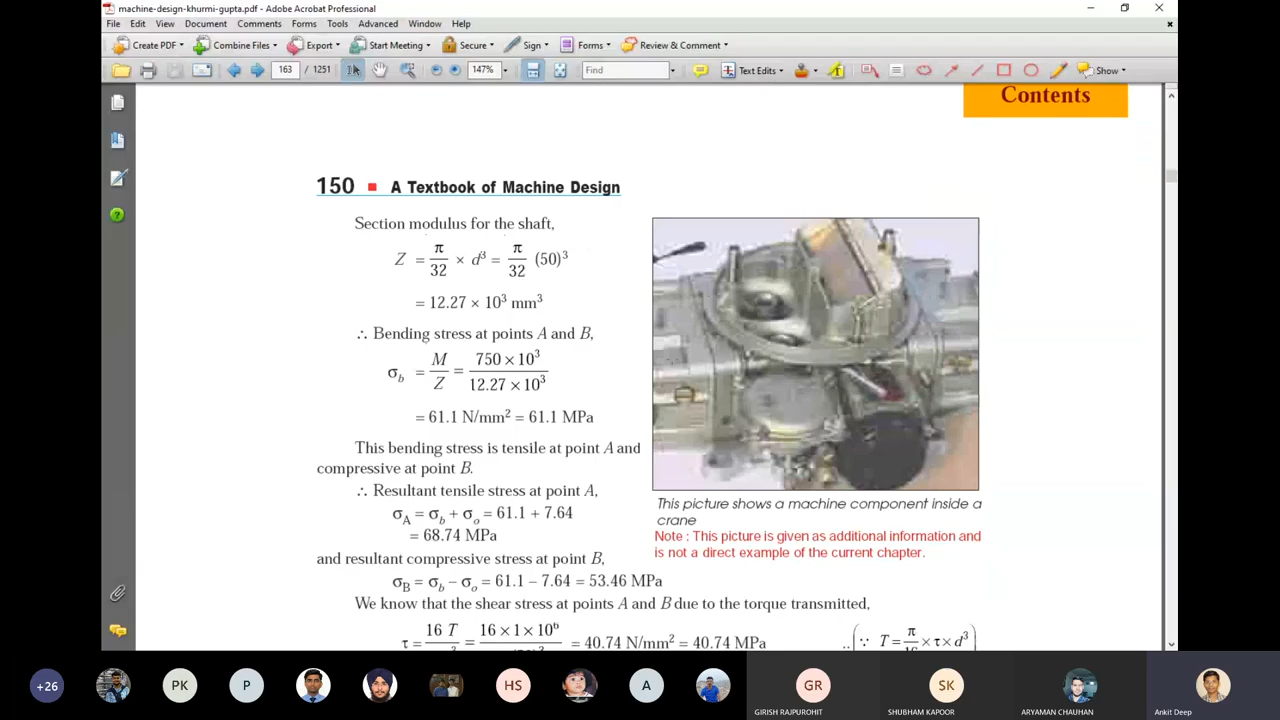 machine-design-khurmi-gupta.pdf - Adobe Acrobat Professional
File Edit View Document Comments Forms Tools Advanced Window Help
Create PDF Combine Files Export Start Meeting Secure Sign Forms Review & Comment
163 / 1251 147% Find Text Edits Show
Contents
150 ■ A Textbook of Machine Design
Section modulus for the shaft,
Z = π/32 × d³ = π/32 (50)³
= 12.27 × 10³ mm³
∴ Bending stress at points A and B,
σb = M/Z = 750 × 10³ / 12.27 × 10³
= 61.1 N/mm² = 61.1 MPa
This bending stress is tensile at point A and
compressive at point B.
∴ Resultant tensile stress at point A,
σA = σb + σo = 61.1 + 7.64
= 68.74 MPa
and resultant compressive stress at point B,
σB = σb – σo = 61.1 – 7.64 = 53.46 MPa
This picture shows a machine component inside a
crane
Note : This picture is given as additional information and
is not a direct example of the current chapter.
We know that the shear stress at points A and B due to the torque transmitted,
τ = 16 T = 16 × 1 × 10⁶ = 40.74 N/mm² = 40.74 MPa ..(∵ T = π/16 × τ × d³)
+26 PK P HS A GR SK
GIRISH RAJPUROHIT SHUBHAM KAPOOR ARYAMAN CHAUHAN Ankit Deep